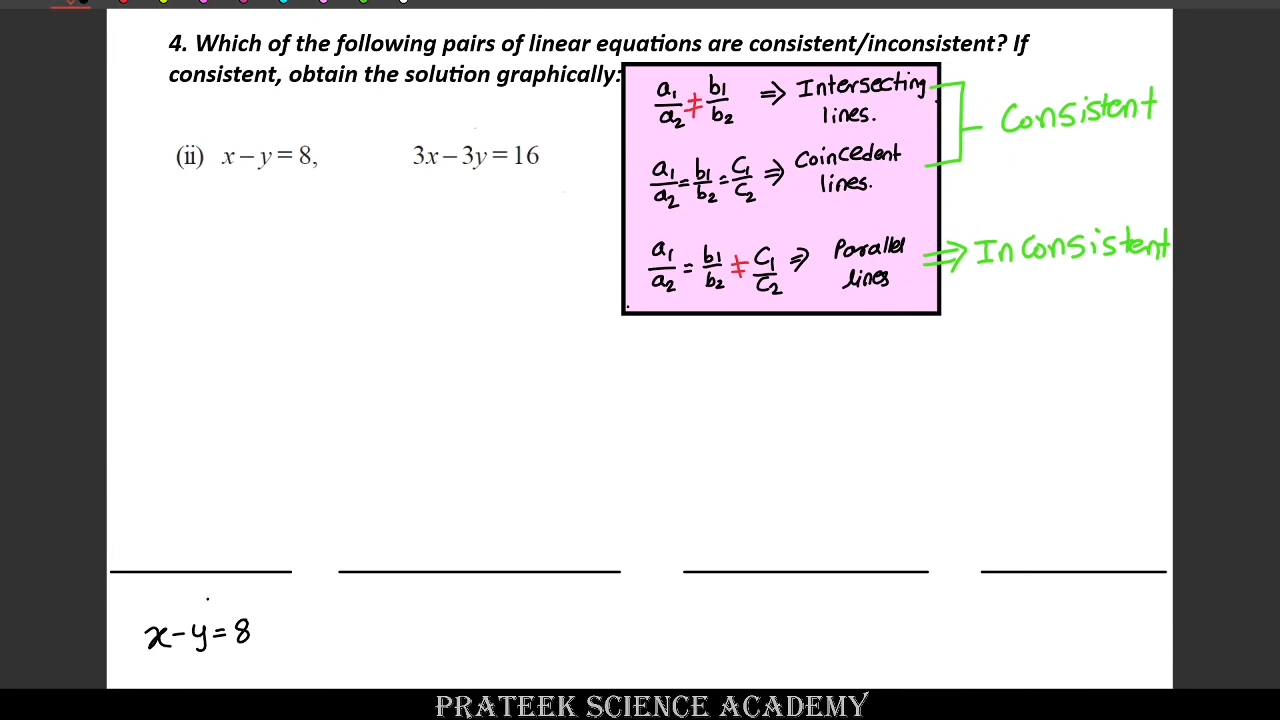 4. Which of the following pairs of linear equations are consistent/inconsistent? If
consistent, obtain the solution graphically:
(ii) x – y = 8, 3x – 3y = 16
a₁/a₂ ≠ b₁/b₂ ⇒ Intersecting
lines.
Consistent
a₁/a₂ = b₁/b₂ = C₁/C₂ ⇒ Coincedent
lines.
a₁/a₂ = b₁/b₂ ≠ C₁/C₂ ⇒ Parallel
lines
⇒ Inconsistent
x - y = 8
PRATEEK SCIENCE ACADEMY